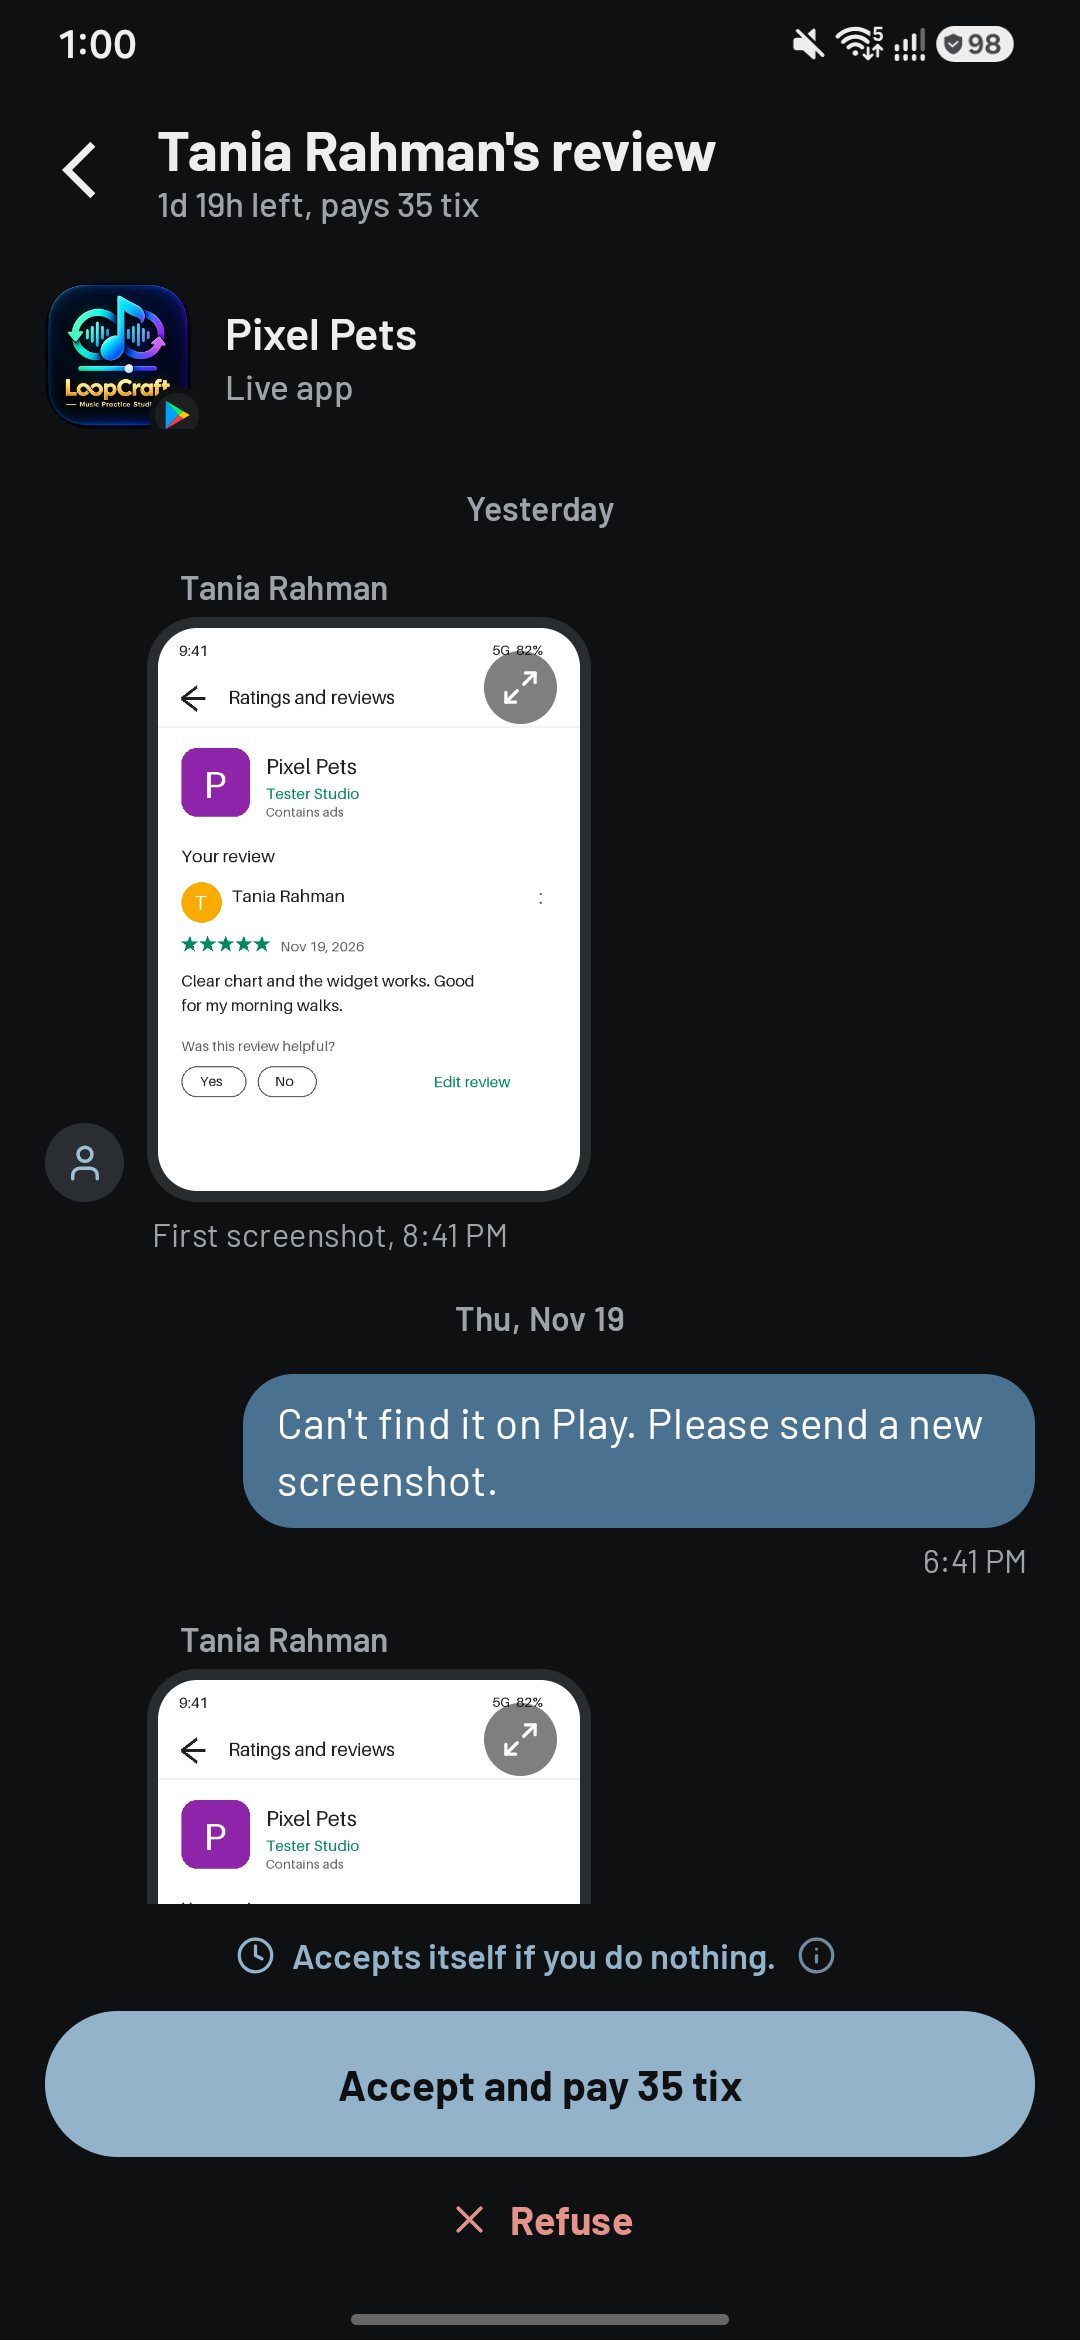 1:00
5
98
Tania Rahman's review
1d 19h left, pays 35 tix
LoopCraft
Pixel Pets
Live app
Yesterday
Tania Rahman
9:41
5G 82%
Ratings and reviews
P
Pixel Pets
Tester Studio
Contains ads
Your review
T
Tania Rahman
Nov 19, 2026
Clear chart and the widget works. Good
for my morning walks.
Was this review helpful?
Yes
No
Edit review
First screenshot, 8:41 PM
Thu, Nov 19
Can't find it on Play. Please send a new
screenshot.
6:41 PM
Tania Rahman
9:41
5G 82%
Ratings and reviews
P
Pixel Pets
Tester Studio
Contains ads
Accepts itself if you do nothing.
Accept and pay 35 tix
Refuse